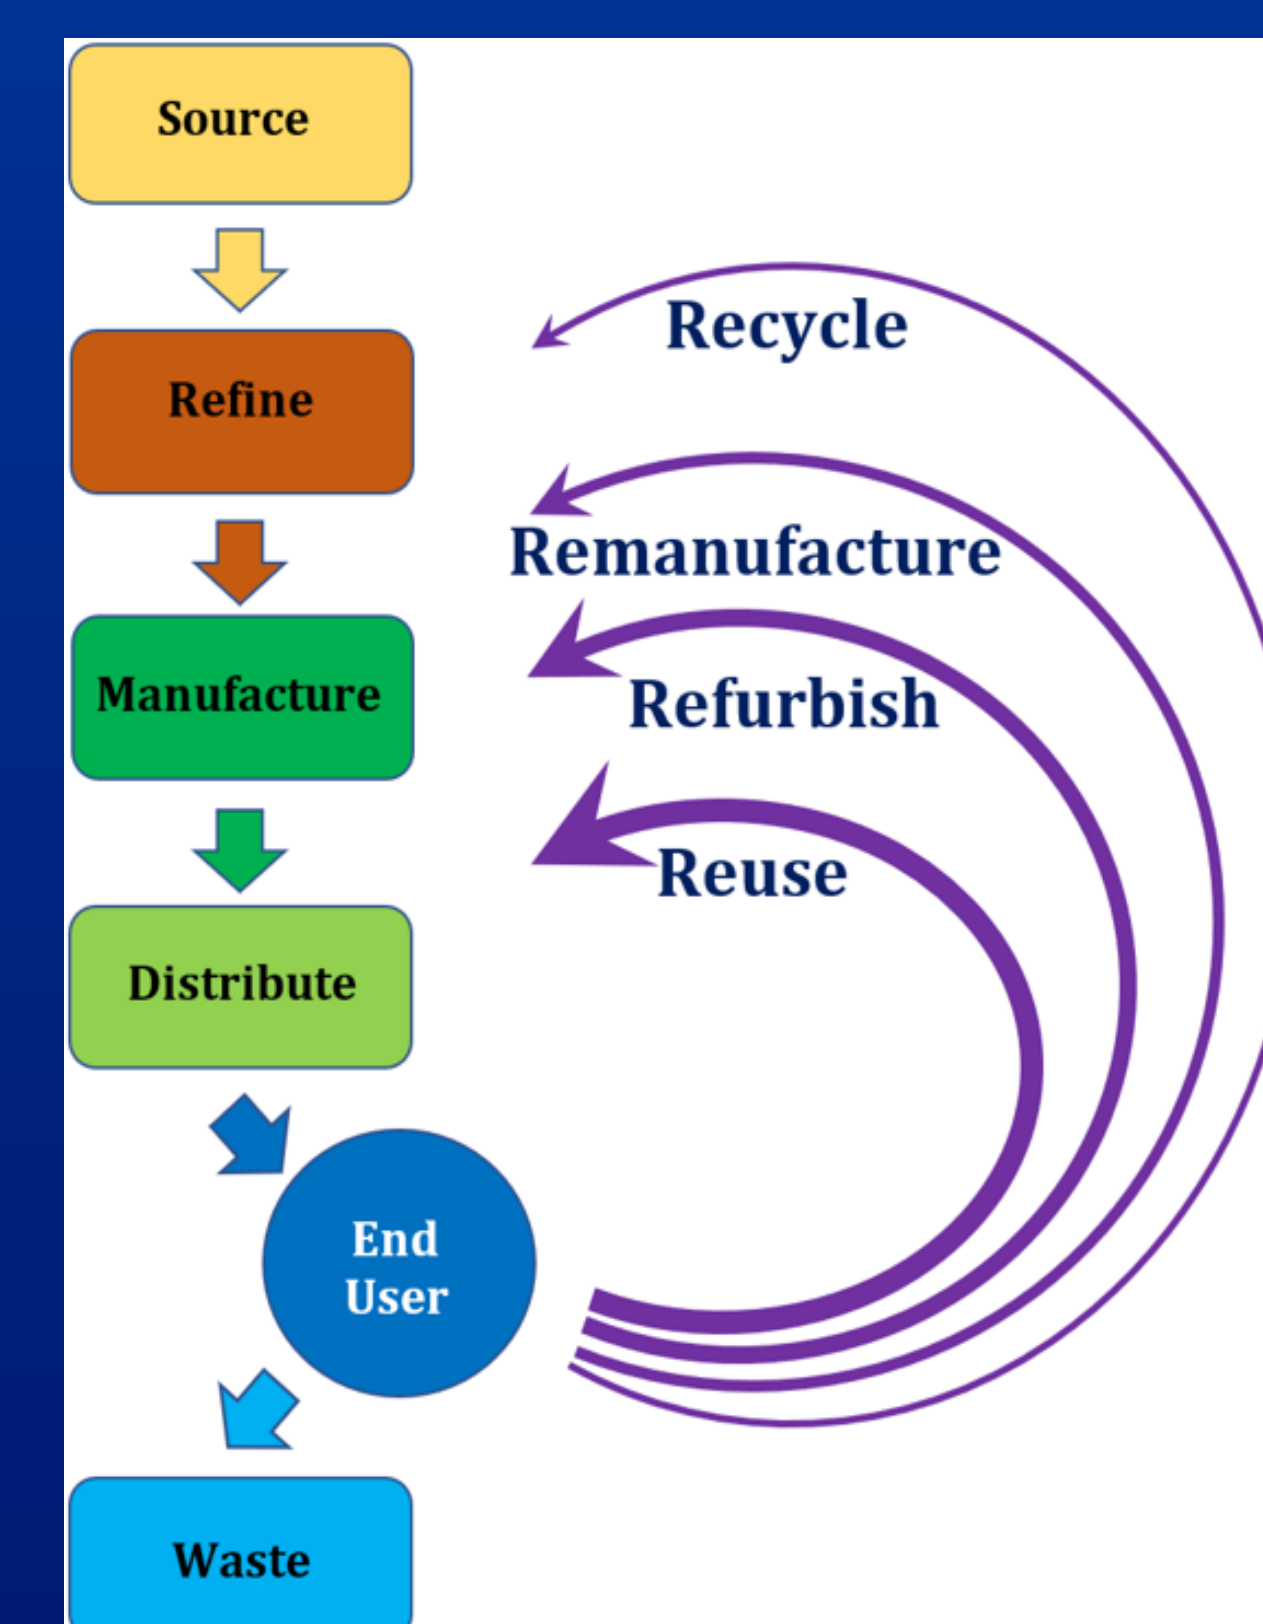 Source
Recycle
Refine
Remanufacture
Manufacture
Refurbish
Reuse
Distribute
End
User
Waste